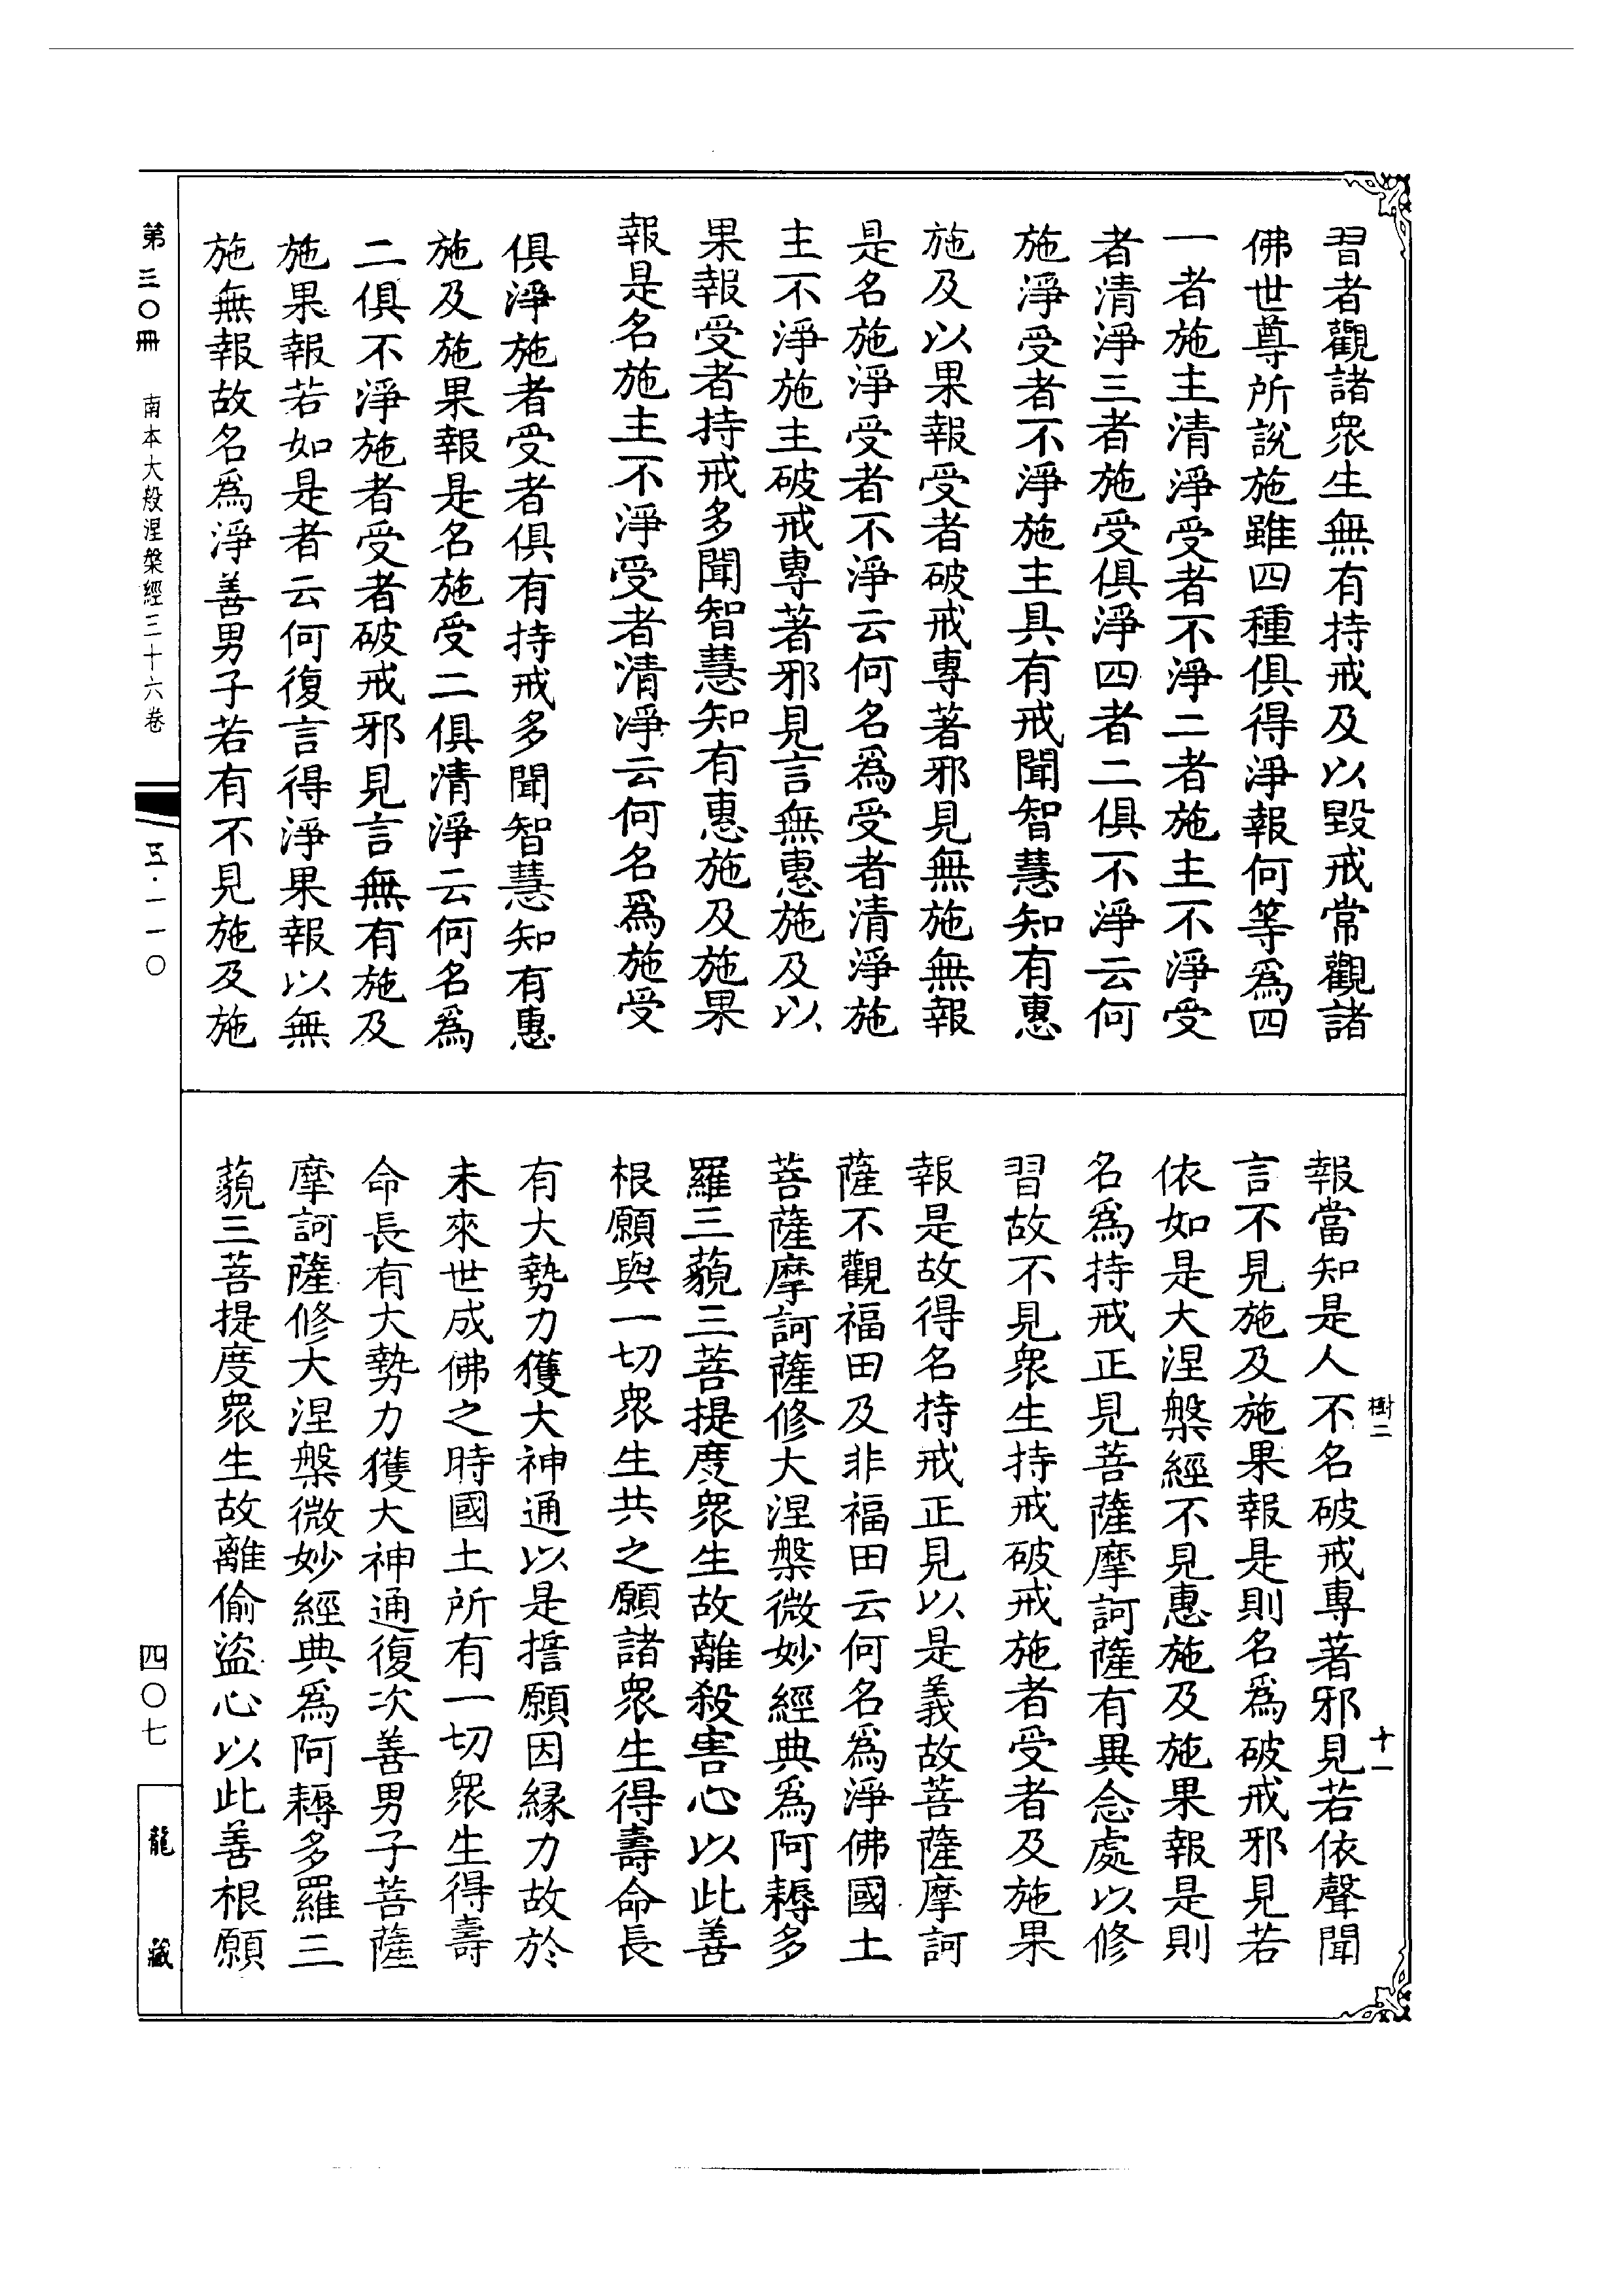 習者觀諸衆生無有持戒及以毀戒常觀諸
佛世尊所說施雖四種俱得淨報何等爲四
一者施主清淨受者不淨二者施主不淨受
者清淨三者施受俱淨四者二俱不淨云何
施淨受者不淨施主具有戒聞智慧知有惠
施及以果報受者破戒專著邪見無施無報
是名施淨受者不淨云何名爲受者清淨施
主不淨施主破戒專著邪見言無惠施及以
果報受者持戒多聞智慧知有惠施及施果
報是名施主不淨受者清淨云何名爲施受
俱淨施者受者俱有持戒多聞智慧知有惠
施及施果報是名施受二俱清淨云何名爲
二俱不淨施者受者破戒邪見言無有施及
施果報若如是者云何復言得淨果報以無
施無報故名爲淨善男子若有不見施及施
報當知是人不名破戒專著邪見若依聲聞
言不見施及施果報是則名爲破戒邪見若
依如是大涅槃經不見惠施及施果報是則
名爲持戒正見菩薩摩訶薩有異念處以修
習故不見衆生持戒破戒施者受者及施果
報是故得名持戒正見以是義故菩薩摩訶
薩不觀福田及非福田云何名爲淨佛國土
菩薩摩訶薩修大涅槃微妙經典爲阿耨多
羅三藐三菩提度衆生故離殺害心以此善
根願與一切衆生共之願諸衆生得壽命長
有大勢力獲大神通以是誓願因緣力故於
未來世成佛之時國土所有一切衆生得壽
命長有大勢力獲大神通復次善男子菩薩
摩訶薩修大涅槃微妙經典爲阿耨多羅三
藐三菩提度衆生故離偷盜心以此善根願
樹二
十一
第三〇冊
南本大般涅槃經三十六卷
五·一一〇
四〇七
龍藏